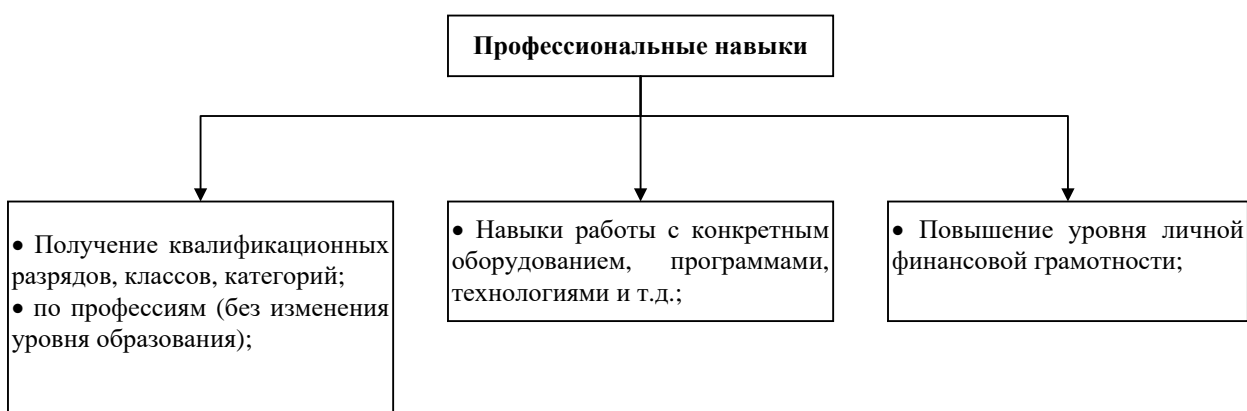 Профессиональные навыки
• Получение квалификационных
разрядов, классов, категорий;
• по профессиям (без изменения
уровня образования);
• Навыки работы с конкретным
оборудованием, программами,
технологиями и т.д.;
• Повышение уровня личной
финансовой грамотности;